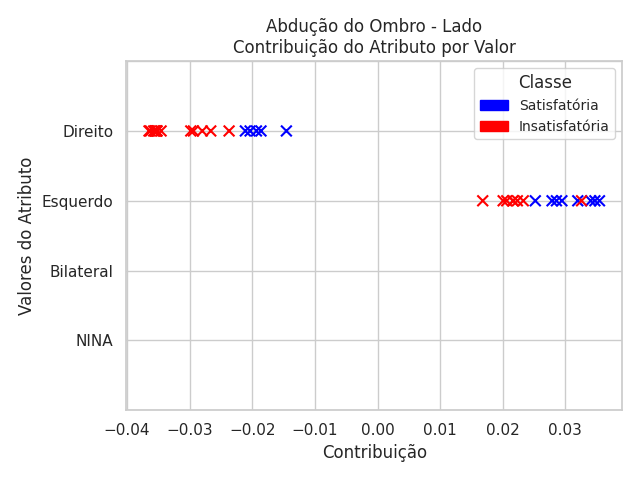 Abdução do Ombro - Lado
Contribuição do Atributo por Valor
Classe
Satisfatória
Insatisfatória
Valores do Atributo
Direito
Esquerdo
Bilateral
NINA
−0.04 −0.03 −0.02 −0.01 0.00 0.01 0.02 0.03
Contribuição